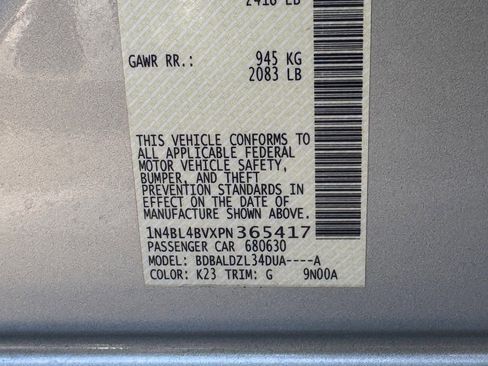 2418 LB
GAWR RR.: 945 KG
2083 LB
THIS VEHICLE CONFORMS TO
ALL APPLICABLE FEDERAL
MOTOR VEHICLE SAFETY,
BUMPER, AND THEFT
PREVENTION STANDARDS IN
EFFECT ON THE DATE OF
MANUFACTURE SHOWN ABOVE.
1N4BL4BVXPN365417
PASSENGER CAR 680630
MODEL: BDBALDZL34DUA----A
COLOR: K23 TRIM: G 9N00A